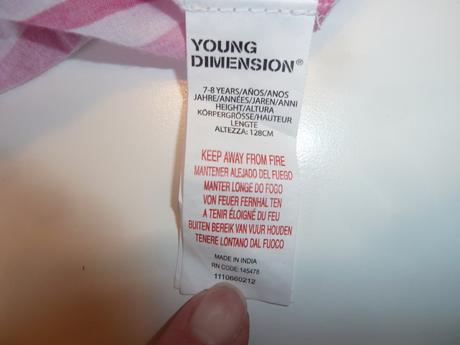 YOUNG
DIMENSION®
7-8 YEARS/AÑOS/ANOS
JAHRE/ANNÉES/JAREN/ANNI
HEIGHT/ALTURA
KÖRPERGRÖSSE/HAUTEUR
LENGTE
ALTEZZA: 128CM
KEEP AWAY FROM FIRE
MANTENER ALEJADO DEL FUEGO
MANTER LONGE DO FOGO
VON FEUER FERNHALTEN
A TENIR ÉLOIGNÉ DU FEU
BUITEN BEREIK VAN VUUR HOUDEN
TENERE LONTANO DAL FUOCO
MADE IN INDIA
RN CODE: 145478
1110660212